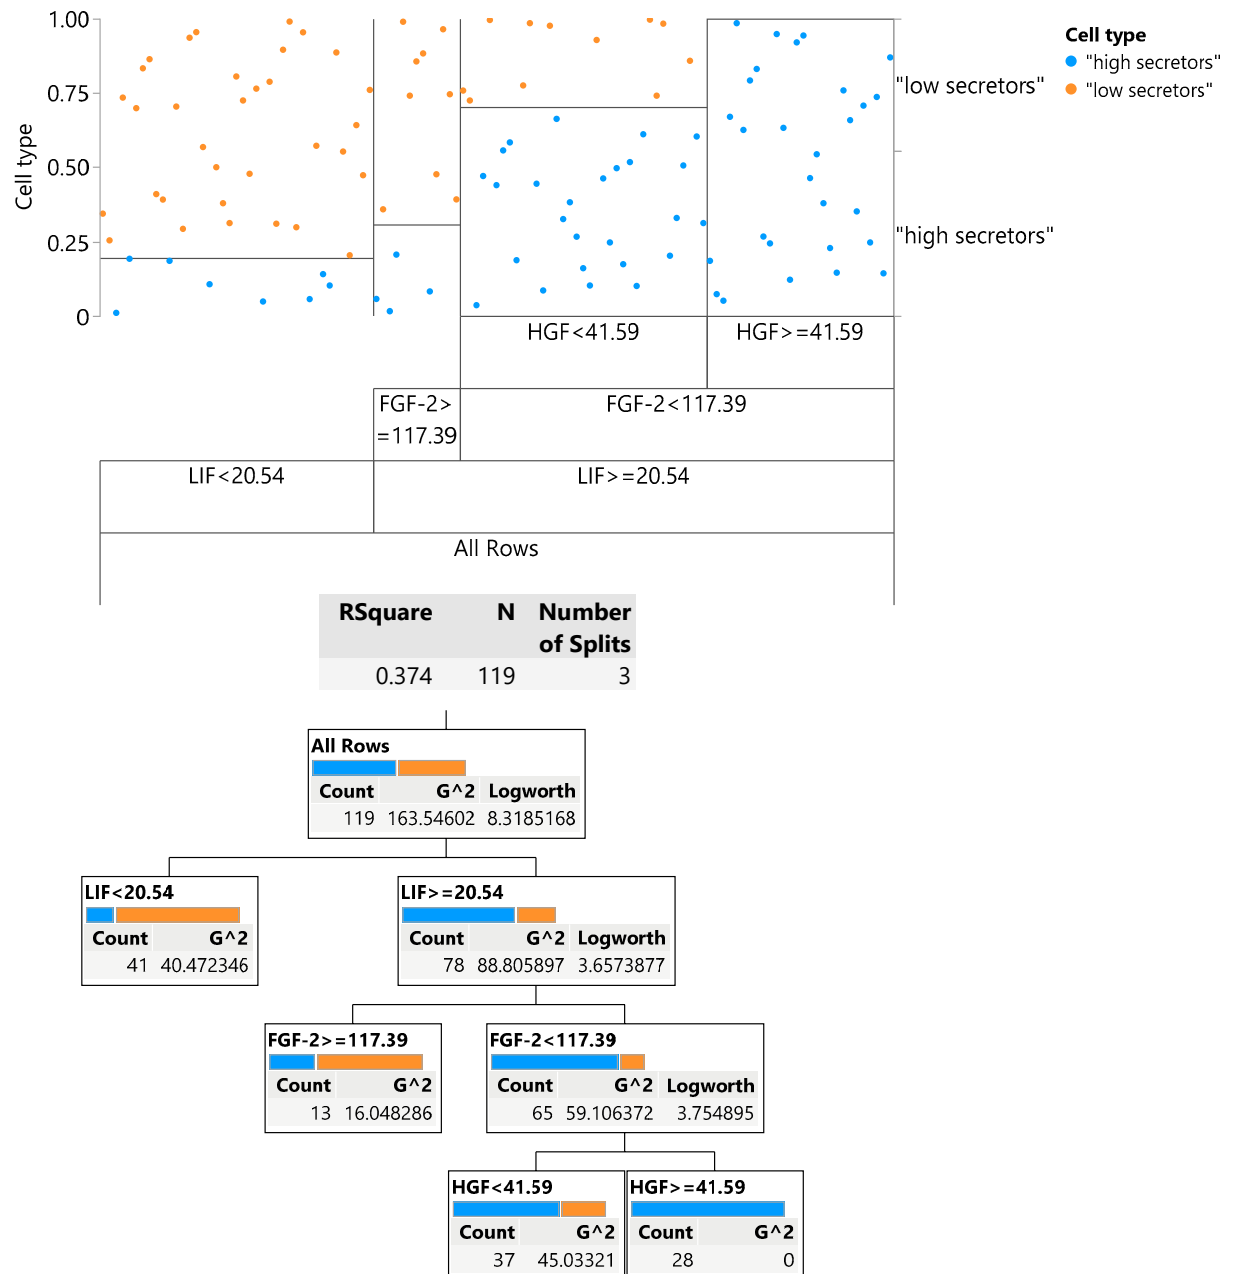 Cell type
"high secretors"
"low secretors"
1.00
0.75
0.50
0.25
0
Cell type
"low secretors"
"high secretors"
HGF<41.59
HGF>=41.59
FGF-2>
=117.39
FGF-2<117.39
LIF<20.54
LIF>=20.54
All Rows
RSquare N Number
of Splits
0.374 119 3
All Rows
Count G^2 Logworth
119 163.54602 8.3185168
LIF<20.54
Count G^2
41 40.472346
LIF>=20.54
Count G^2 Logworth
78 88.805897 3.6573877
FGF-2>=117.39
Count G^2
13 16.048286
FGF-2<117.39
Count G^2 Logworth
65 59.106372 3.754895
HGF<41.59
Count G^2
37 45.03321
HGF>=41.59
Count G^2
28 0